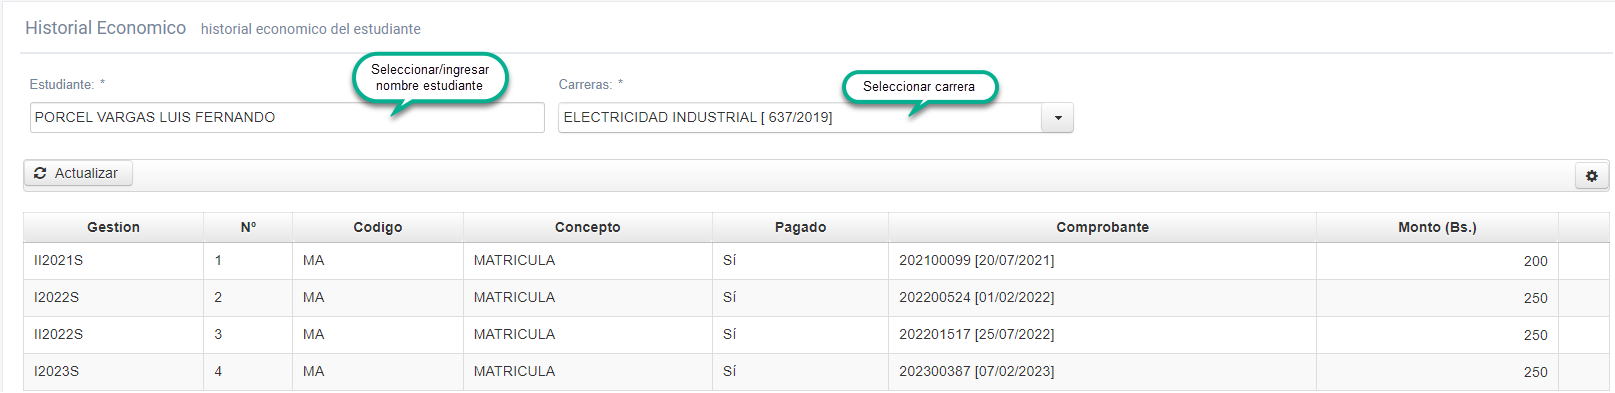 Historial Economico historial economico del estudiante
Seleccionar/ingresar
nombre estudiante
Seleccionar carrera
Estudiante: * Carreras: *
PORCEL VARGAS LUIS FERNANDO ELECTRICIDAD INDUSTRIAL [ 637/2019]
Actualizar
Gestion Nº Codigo Concepto Pagado Comprobante Monto (Bs.)
II2021S 1 MA MATRICULA Sí 202100099 [20/07/2021] 200
I2022S 2 MA MATRICULA Sí 202200524 [01/02/2022] 250
II2022S 3 MA MATRICULA Sí 202201517 [25/07/2022] 250
I2023S 4 MA MATRICULA Sí 202300387 [07/02/2023] 250